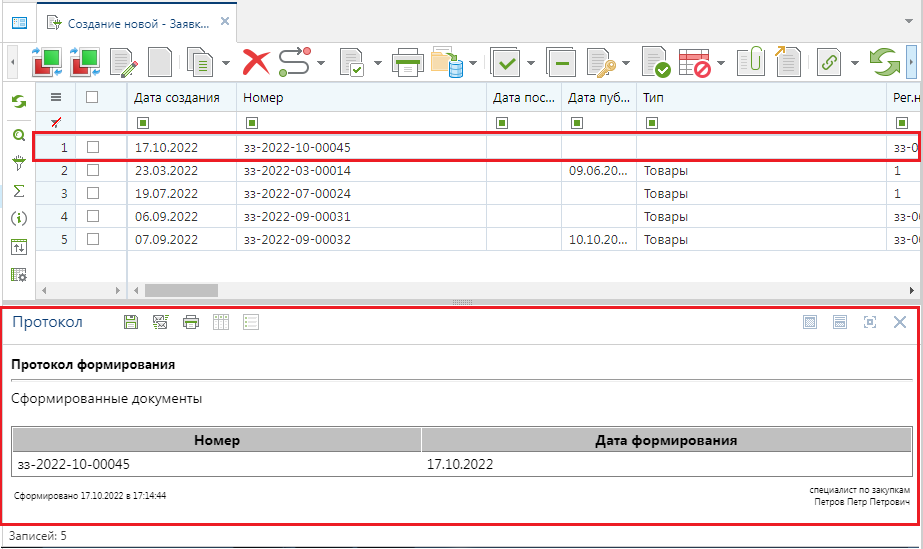 Создание новой - Заявк...
Дата создания Номер Дата пос... Дата пуб... Тип Рег.н
1 17.10.2022 зз-2022-10-00045 зз-0
2 23.03.2022 зз-2022-03-00014 09.06.20... Товары 1
3 19.07.2022 зз-2022-07-00024 Товары 1
4 06.09.2022 зз-2022-09-00031 Товары зз-00
5 07.09.2022 зз-2022-09-00032 10.10.20... Товары зз-00
Протокол
Протокол формирования
Сформированные документы
Номер Дата формирования
зз-2022-10-00045 17.10.2022
Сформировано 17.10.2022 в 17:14:44
специалист по закупкам
Петров Петр Петрович
Записей: 5